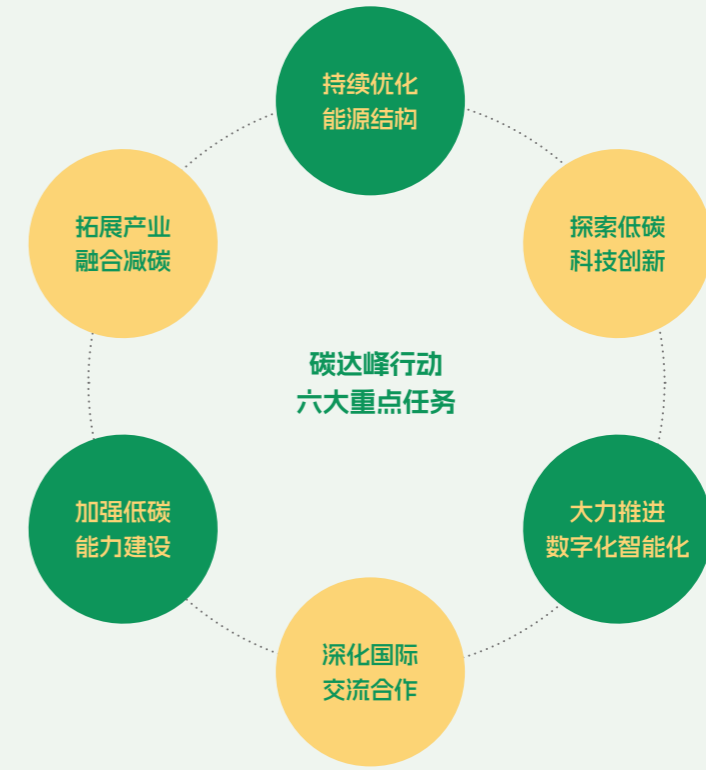 持续优化
能源结构
拓展产业
融合减碳
探索低碳
科技创新
碳达峰行动
六大重点任务
加强低碳
能力建设
大力推进
数字化智能化
深化国际
交流合作